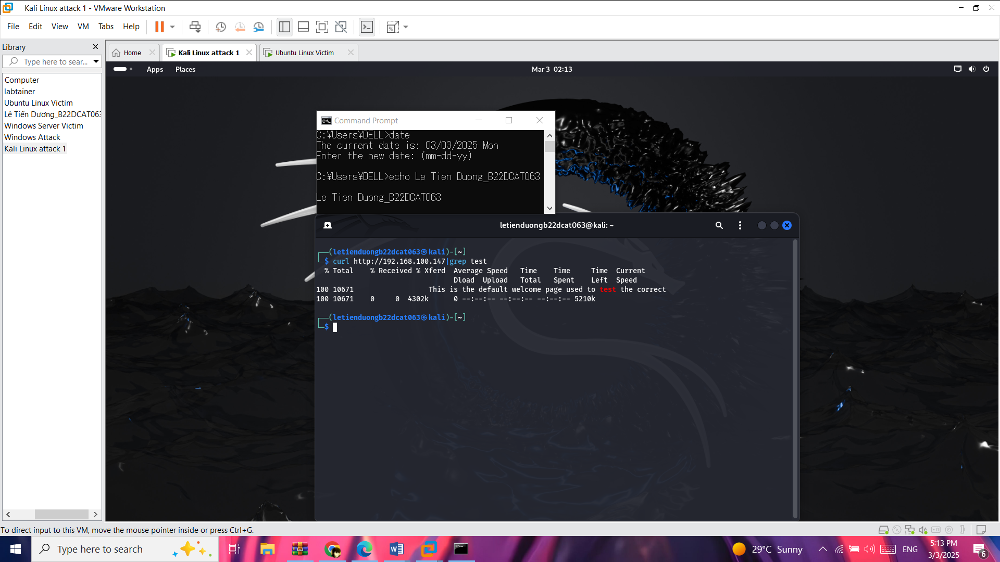 Kali Linux attack 1 - VMware Workstation
File Edit View VM Tabs Help
Library
Type here to sear...
Home
Kali Linux attack 1
Ubuntu Linux Victim
Computer
labtainer
Ubuntu Linux Victim
Lê Tiến Dương_B22DCAT063
Windows Server Victim
Windows Attack
Kali Linux attack 1
Apps Places
Mar 3 02:13
Command Prompt
C:¥Users¥DELL>date
The current date is: 03/03/2025 Mon
Enter the new date: (mm-dd-yy)
C:¥Users¥DELL>echo Le Tien Duong_B22DCAT063
Le Tien Duong_B22DCAT063
letienduongb22dcat063@kali: ~
┌──(letienduongb22dcat063㉿kali)-[~]
└─$ curl http://192.168.100.147|grep test
% Total % Received % Xferd Average Speed Time Time Time Current
Dload Upload Total Spent Left Speed
100 10671 This is the default welcome page used to test the correct
100 10671 0 0 4302k 0 --:--:-- --:--:-- --:--:-- 5210k
┌──(letienduongb22dcat063㉿kali)-[~]
└─$
To direct input to this VM, move the mouse pointer inside or press Ctrl+G.
Type here to search
29°C Sunny
ENG
5:13 PM
3/3/2025
6